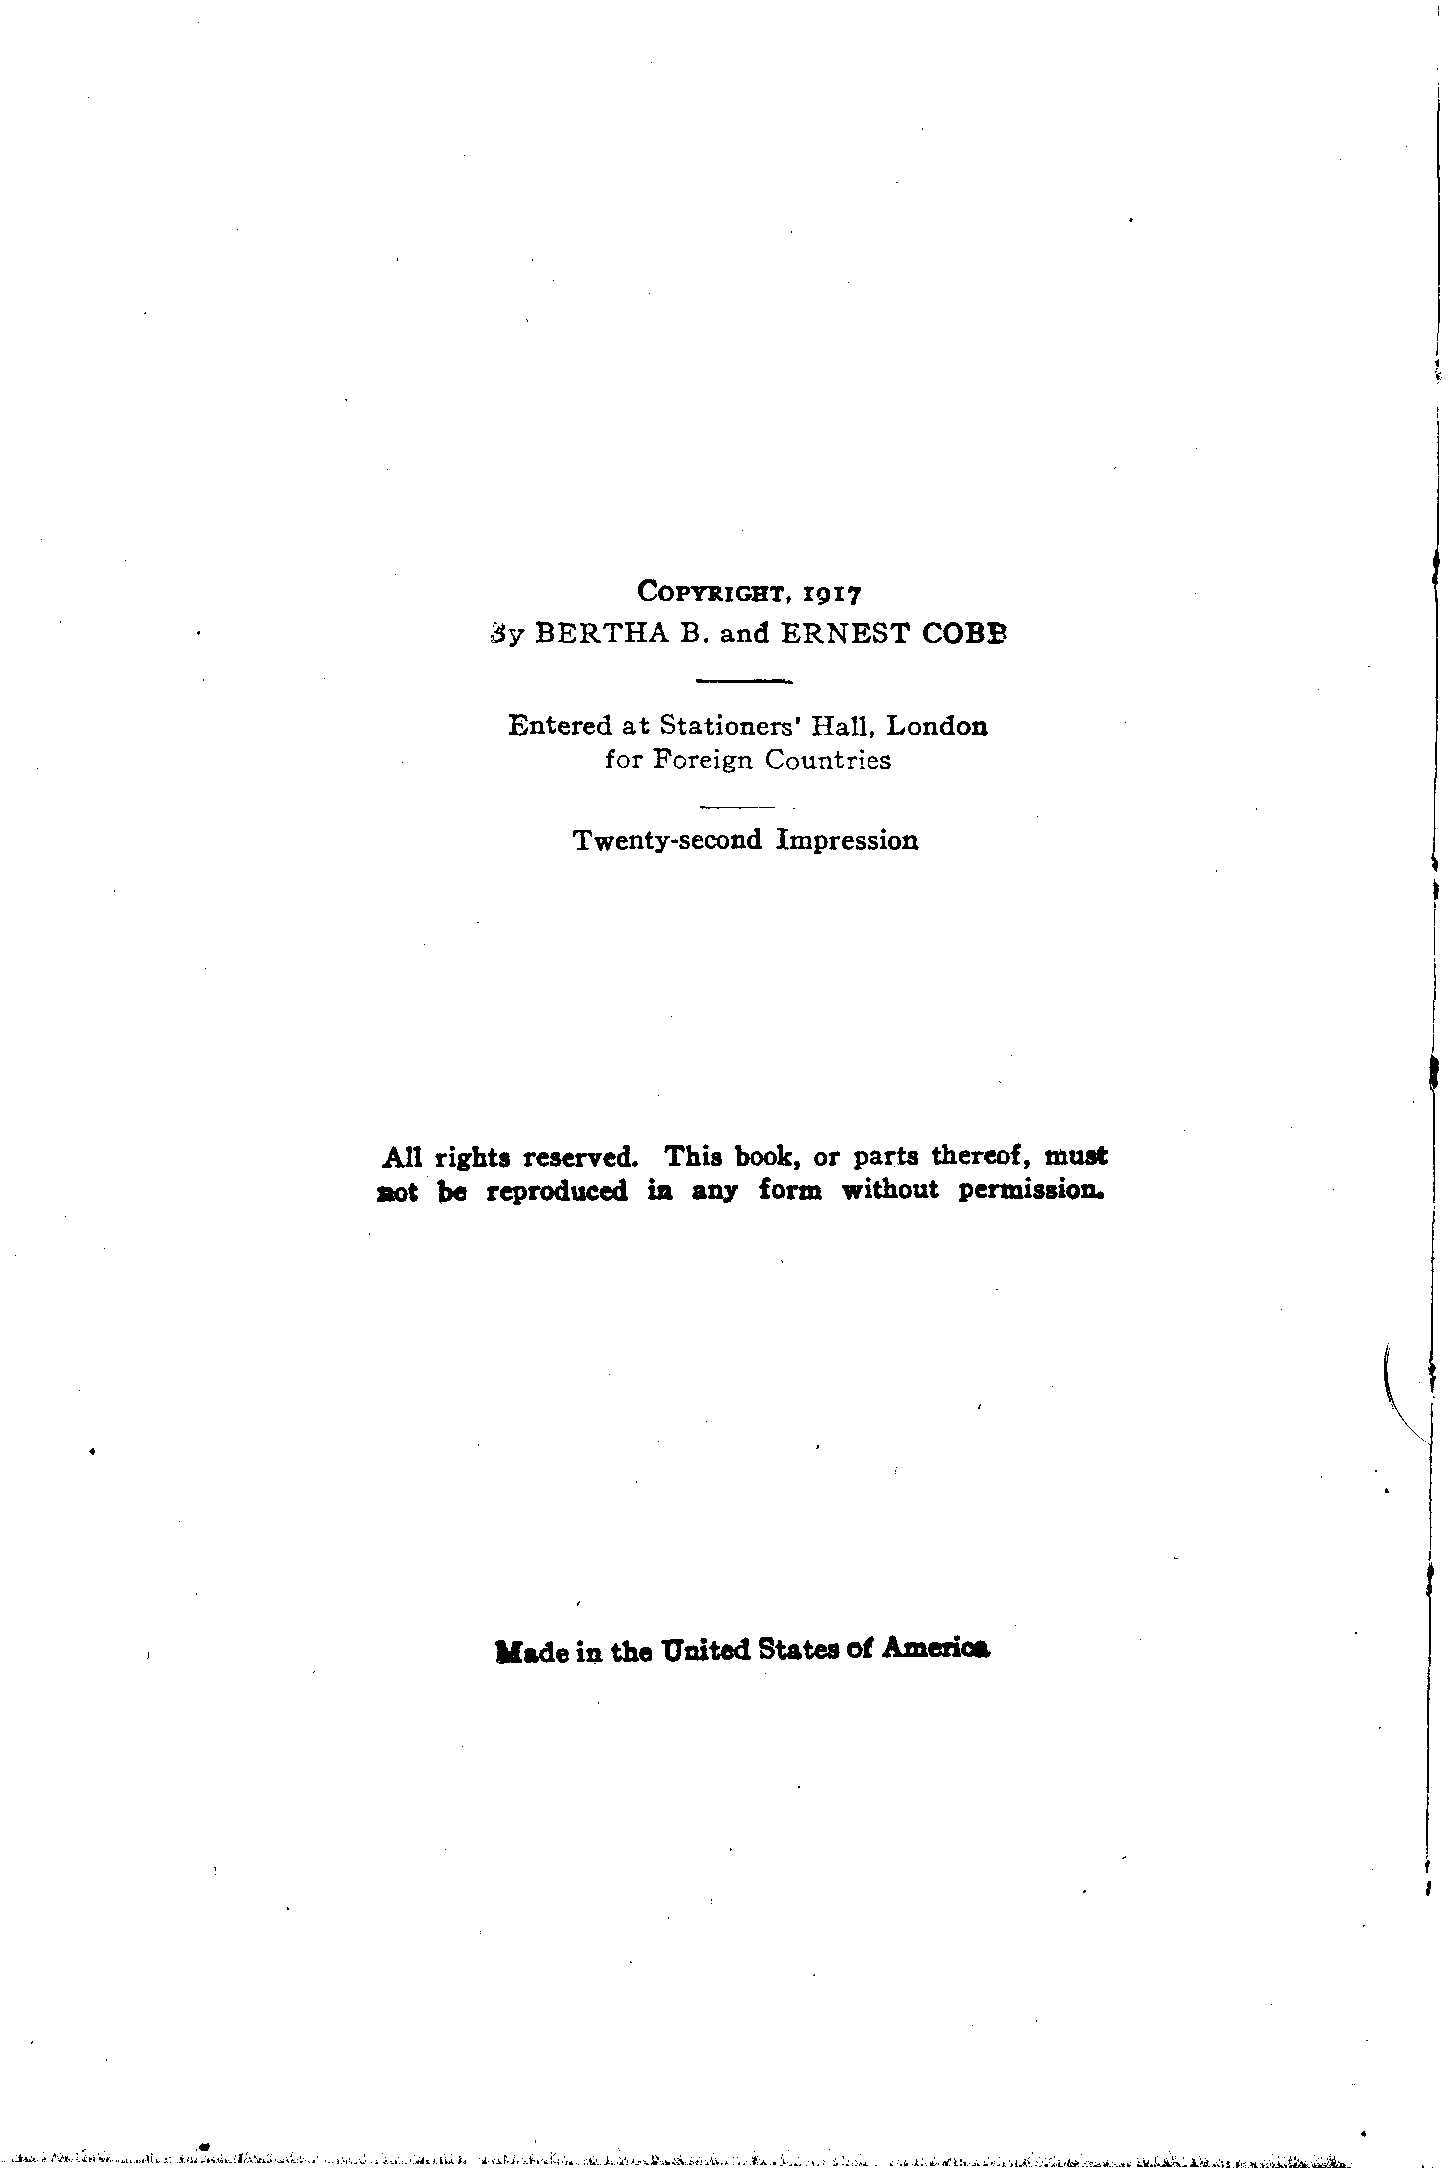 COPYRIGHT, 1917
By BERTHA B. and ERNEST COBB
Entered at Stationers' Hall, London
for Foreign Countries
Twenty-second Impression
All rights reserved. This book, or parts thereof, must
not be reproduced in any form without permission.
Made in the United States of America